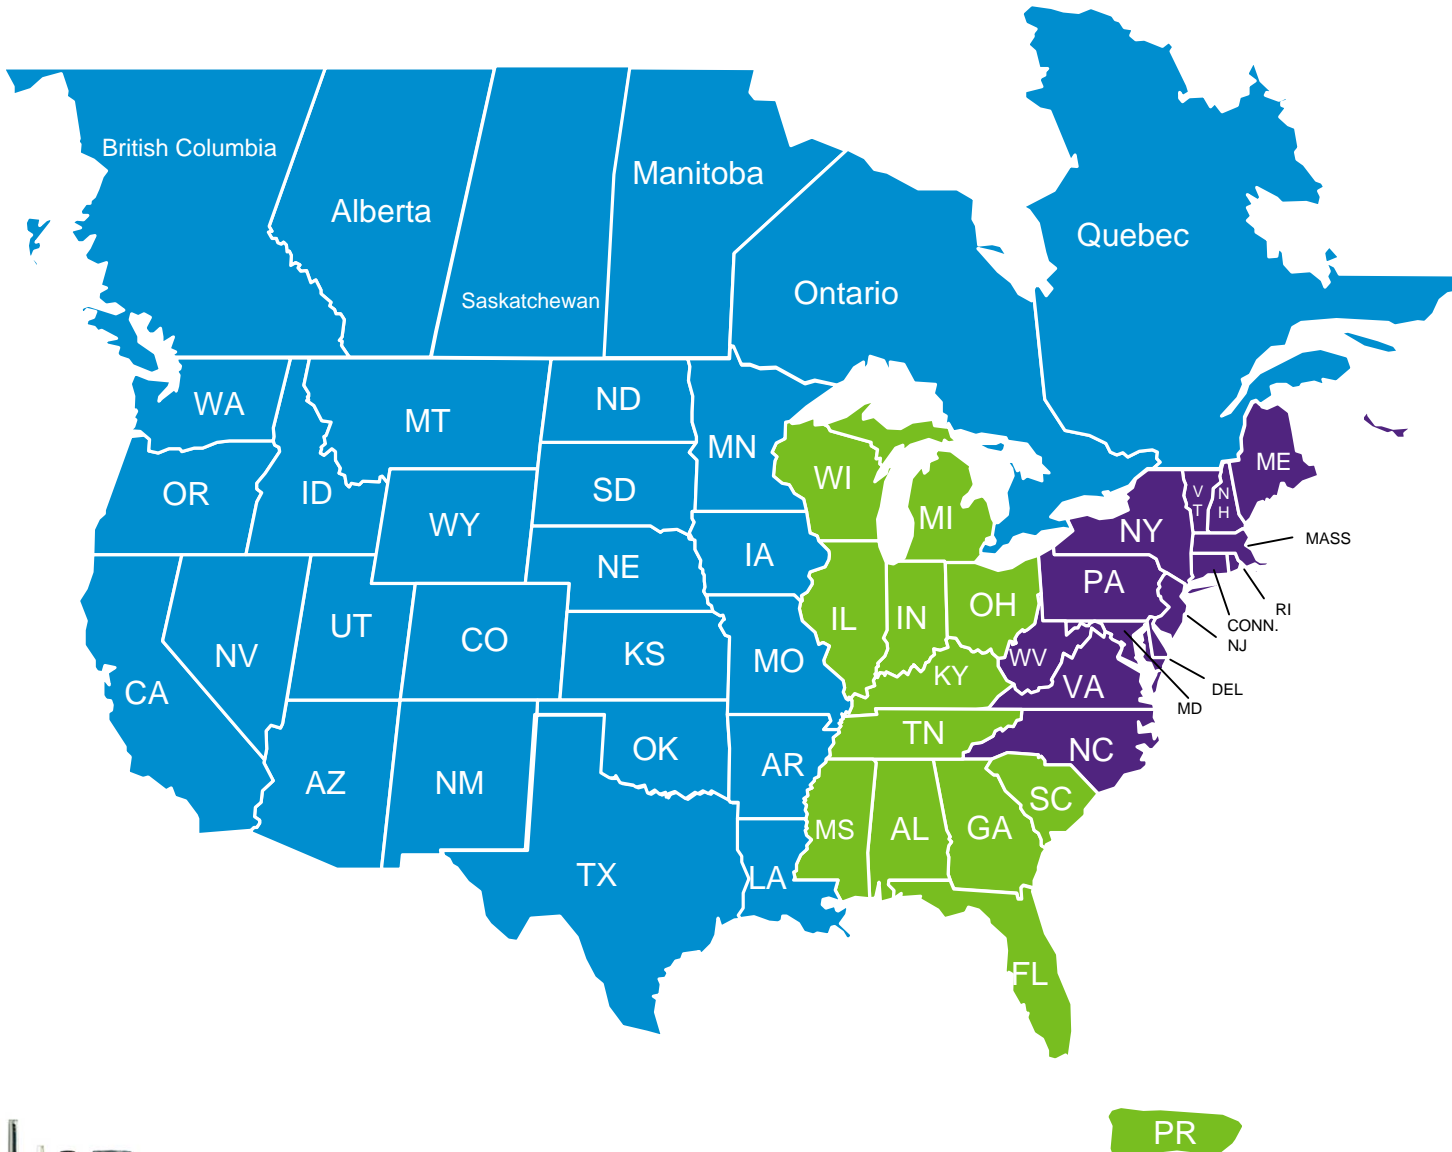 British Columbia
Alberta
Saskatchewan
Manitoba
Ontario
Quebec
WA
MT
ND
MN
OR
ID
WY
SD
WI
MI
NY
V
T
N
H
ME
MASS
RI
CONN.
NJ
DEL
MD
CA
NV
UT
CO
NE
IA
KS
MO
IL
IN
OH
PA
WV
VA
KY
TN
NC
AZ
NM
OK
AR
TX
LA
MS
AL
GA
SC
FL
PR